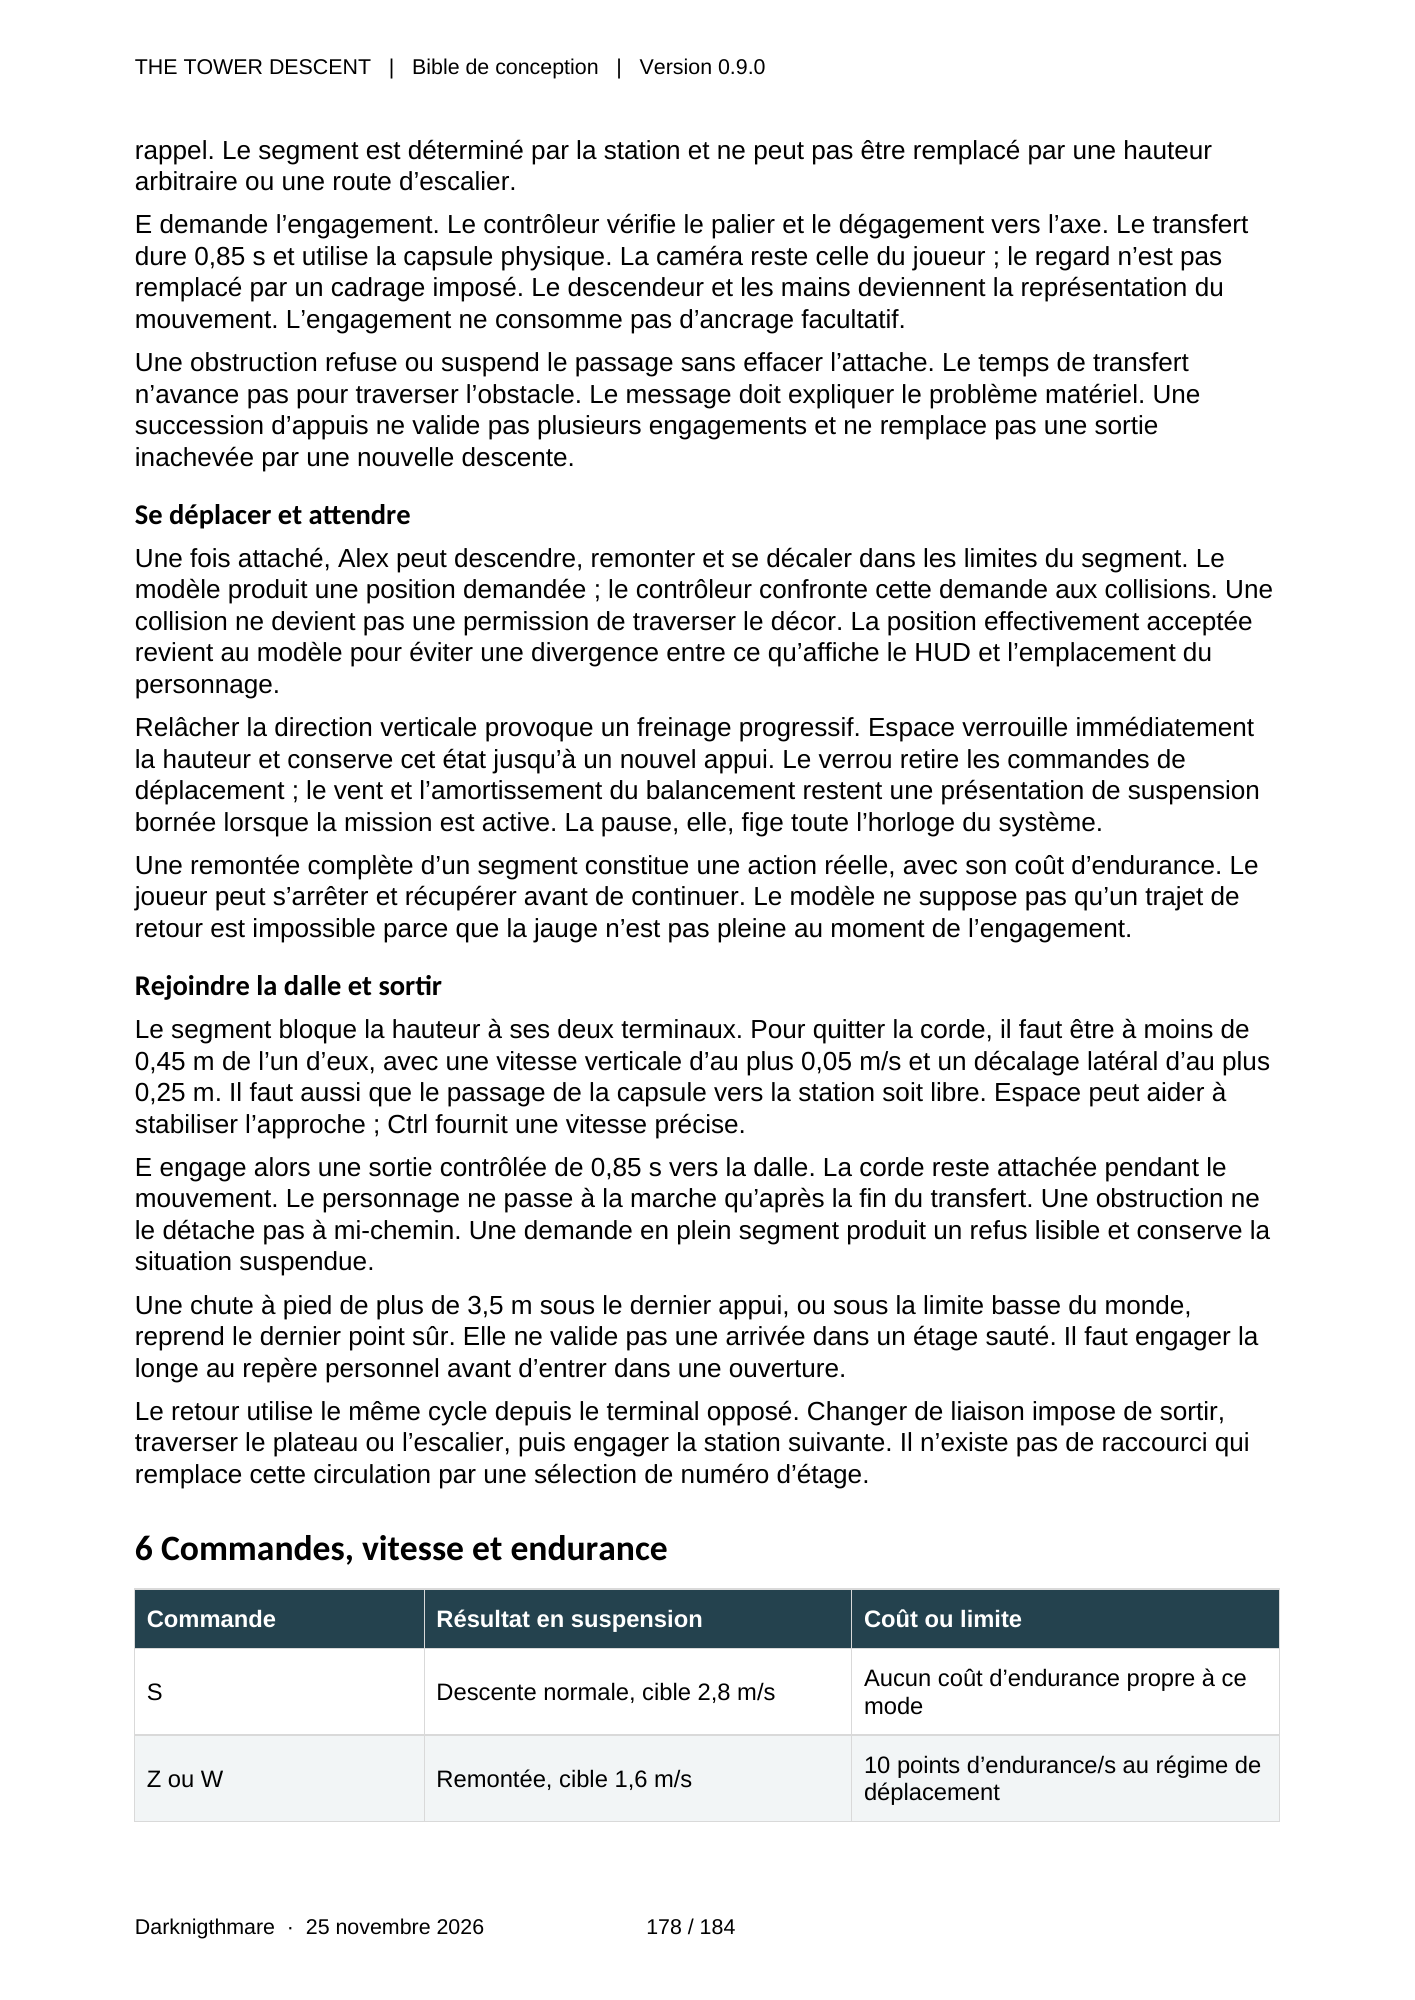 THE TOWER DESCENT | Bible de conception | Version 0.9.0
rappel. Le segment est déterminé par la station et ne peut pas être remplacé par une hauteur
arbitraire ou une route d’escalier.
E demande l’engagement. Le contrôleur vérifie le palier et le dégagement vers l’axe. Le transfert
dure 0,85 s et utilise la capsule physique. La caméra reste celle du joueur ; le regard n’est pas
remplacé par un cadrage imposé. Le descendeur et les mains deviennent la représentation du
mouvement. L’engagement ne consomme pas d’ancrage facultatif.
Une obstruction refuse ou suspend le passage sans effacer l’attache. Le temps de transfert
n’avance pas pour traverser l’obstacle. Le message doit expliquer le problème matériel. Une
succession d’appuis ne valide pas plusieurs engagements et ne remplace pas une sortie
inachevée par une nouvelle descente.
Se déplacer et attendre
Une fois attaché, Alex peut descendre, remonter et se décaler dans les limites du segment. Le
modèle produit une position demandée ; le contrôleur confronte cette demande aux collisions. Une
collision ne devient pas une permission de traverser le décor. La position effectivement acceptée
revient au modèle pour éviter une divergence entre ce qu’affiche le HUD et l’emplacement du
personnage.
Relâcher la direction verticale provoque un freinage progressif. Espace verrouille immédiatement
la hauteur et conserve cet état jusqu’à un nouvel appui. Le verrou retire les commandes de
déplacement ; le vent et l’amortissement du balancement restent une présentation de suspension
bornée lorsque la mission est active. La pause, elle, fige toute l’horloge du système.
Une remontée complète d’un segment constitue une action réelle, avec son coût d’endurance. Le
joueur peut s’arrêter et récupérer avant de continuer. Le modèle ne suppose pas qu’un trajet de
retour est impossible parce que la jauge n’est pas pleine au moment de l’engagement.
Rejoindre la dalle et sortir
Le segment bloque la hauteur à ses deux terminaux. Pour quitter la corde, il faut être à moins de
0,45 m de l’un d’eux, avec une vitesse verticale d’au plus 0,05 m/s et un décalage latéral d’au plus
0,25 m. Il faut aussi que le passage de la capsule vers la station soit libre. Espace peut aider à
stabiliser l’approche ; Ctrl fournit une vitesse précise.
E engage alors une sortie contrôlée de 0,85 s vers la dalle. La corde reste attachée pendant le
mouvement. Le personnage ne passe à la marche qu’après la fin du transfert. Une obstruction ne
le détache pas à mi-chemin. Une demande en plein segment produit un refus lisible et conserve la
situation suspendue.
Une chute à pied de plus de 3,5 m sous le dernier appui, ou sous la limite basse du monde,
reprend le dernier point sûr. Elle ne valide pas une arrivée dans un étage sauté. Il faut engager la
longe au repère personnel avant d’entrer dans une ouverture.
Le retour utilise le même cycle depuis le terminal opposé. Changer de liaison impose de sortir,
traverser le plateau ou l’escalier, puis engager la station suivante. Il n’existe pas de raccourci qui
remplace cette circulation par une sélection de numéro d’étage.
6 Commandes, vitesse et endurance
Commande Résultat en suspension Coût ou limite
S Descente normale, cible 2,8 m/s Aucun coût d’endurance propre à ce
mode
Z ou W Remontée, cible 1,6 m/s 10 points d’endurance/s au régime de
déplacement
Darknigthmare · 25 novembre 2026 178 / 184